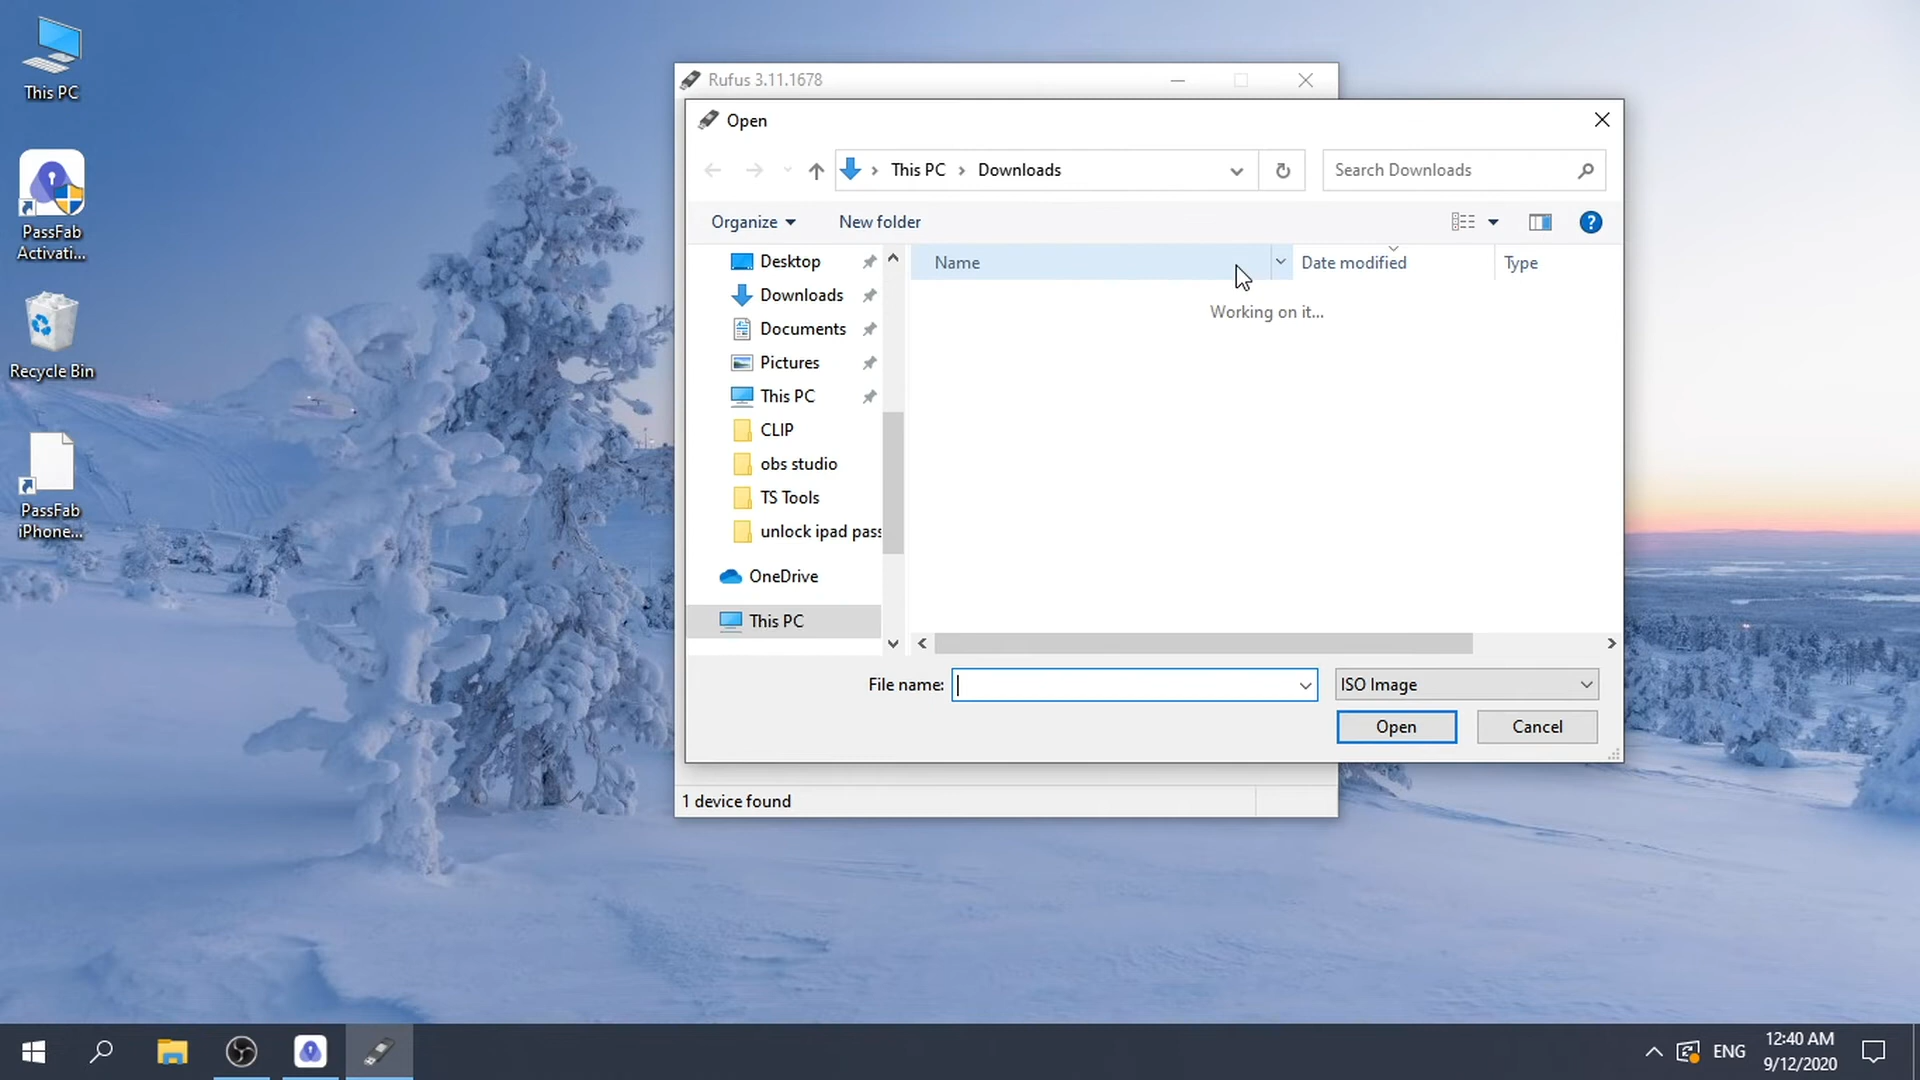 This PC
PassFab
Activati...
Recycle Bin
PassFab
iPhone...
Rufus 3.11.1678
Open
This PC
Downloads
Search Downloads
Organize
New folder
Desktop
Downloads
Documents
Pictures
This PC
CLIP
obs studio
TS Tools
unlock ipad pass
OneDrive
This PC
Name
Date modified
Type
Working on it...
File name:
ISO Image
Open
Cancel
1 device found
ENG
12:40 AM
9/12/2020